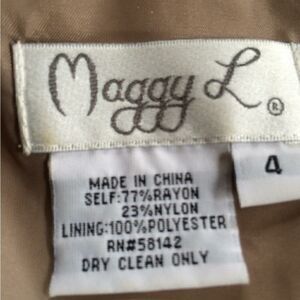 Maggy L ®
4
MADE IN CHINA
SELF:77%RAYON
23%NYLON
LINING:100%POLYESTER
RN#58142
DRY CLEAN ONLY